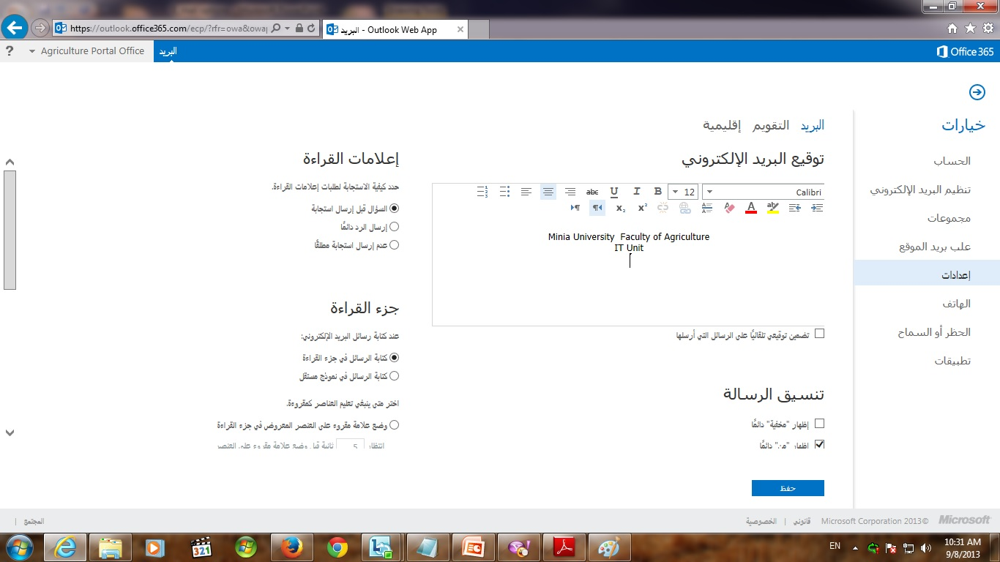 https://outlook.office365.com/ecp/?rfr=owa&owa
البريد - Outlook Web App
? Agriculture Portal Office
البريد
Office 365
خيارات
الحساب
تنظيم البريد الإلكتروني
مجموعات
علب بريد الموقع
إعدادات
الهاتف
الحظر أو السماح
تطبيقات
البريد التقويم إقليمية
توقيع البريد الإلكتروني
Calibri
12
B I U abc
Minia University Faculty of Agriculture
IT Unit
تضمين توقيعي تلقائيًا على الرسائل التي أرسلها
تنسيق الرسالة
إظهار "مخفية" دائمًا
إظهار "من" دائمًا
إعلامات القراءة
حدد كيفية الاستجابة لطلبات إعلامات القراءة.
السؤال قبل إرسال استجابة
إرسال الرد دائمًا
عدم إرسال استجابة مطلقًا
جزء القراءة
عند كتابة رسائل البريد الإلكتروني:
كتابة الرسائل في جزء القراءة
كتابة الرسائل في نموذج مستقل
اختر متى ينبغي تعليم العناصر كمقروءة.
وضع علامة مقروء على العنصر المعروض في جزء القراءة
انتظار 5 ثانية قبل وضع علامة مقروء على العنصر
حفظ
Microsoft
Microsoft Corporation 2013©
قانوني | الخصوصية
المجتمع |
321
EN
10:31 AM
9/8/2013